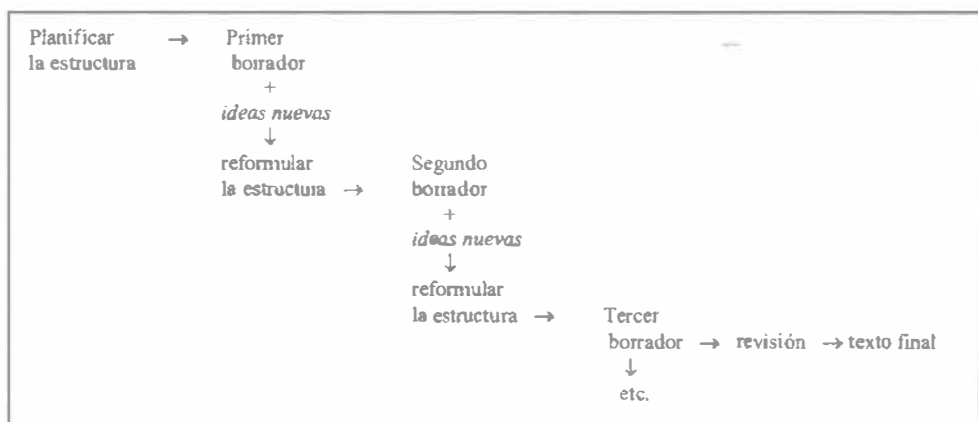 Planificar → Primer
la estructura borrador
+
ideas nuevas
↓
reformular Segundo
la estructura → borrador
+
ideas nuevas
↓
reformular
la estructura → Tercer
borrador → revisión → texto final
↓
etc.